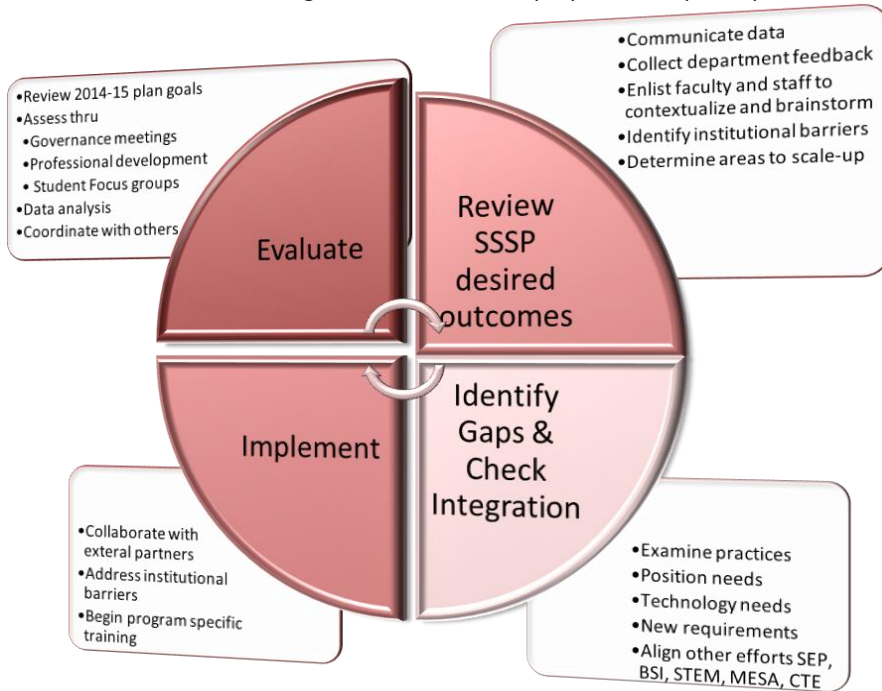 •Review 2014-15 plan goals
•Assess thru
•Governance meetings
•Professional development
• Student Focus groups
•Data analysis
•Coordinate with others
•Communicate data
•Collect department feedback
•Enlist faculty and staff to
contextualize and brainstorm
•Identify institutional barriers
•Determine areas to scale-up
Evaluate
Review
SSSP
desired
outcomes
Implement
Identify
Gaps &
Check
Integration
•Collaborate with
exteral partners
•Address institutional
barriers
•Begin program specific
training
•Examine practices
•Position needs
•Technology needs
•New requirements
•Align other efforts SEP,
BSI, STEM, MESA, CTE